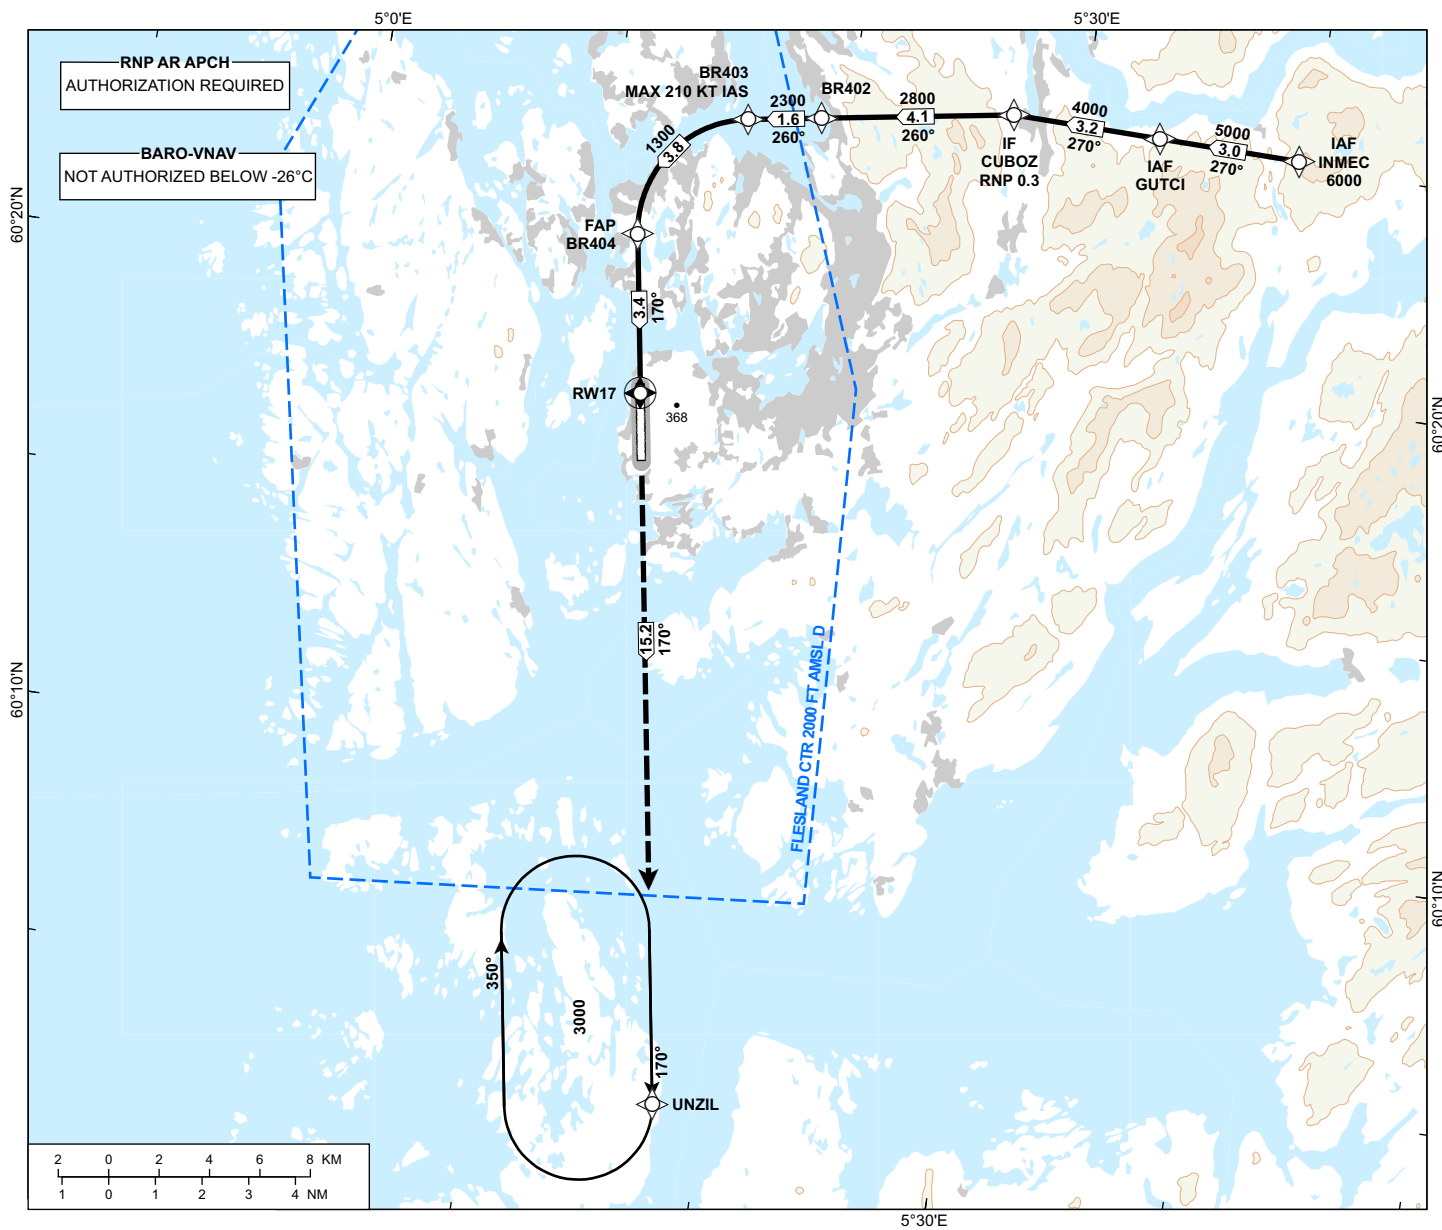 5°0'E
5°30'E
RNP AR APCH
AUTHORIZATION REQUIRED
BARO-VNAV
NOT AUTHORIZED BELOW -26°C
BR403
MAX 210 KT IAS
BR402
2300
1.6
260°
2800
4.1
260°
4000
3.2
270°
5000
3.0
270°
IF
CUBOZ
RNP 0.3
IAF
GUTCI
IAF
INMEC
6000
1300
3.8
FAP
BR404
3.4
170°
RW17
368
60°20'N
60°20'N
15.2
170°
FLESLAND CTR 2000 FT AMSL D
60°10'N
60°10'N
350°
3000
170°
UNZIL
2 0 2 4 6 8 KM
1 0 1 2 3 4 NM
5°30'E